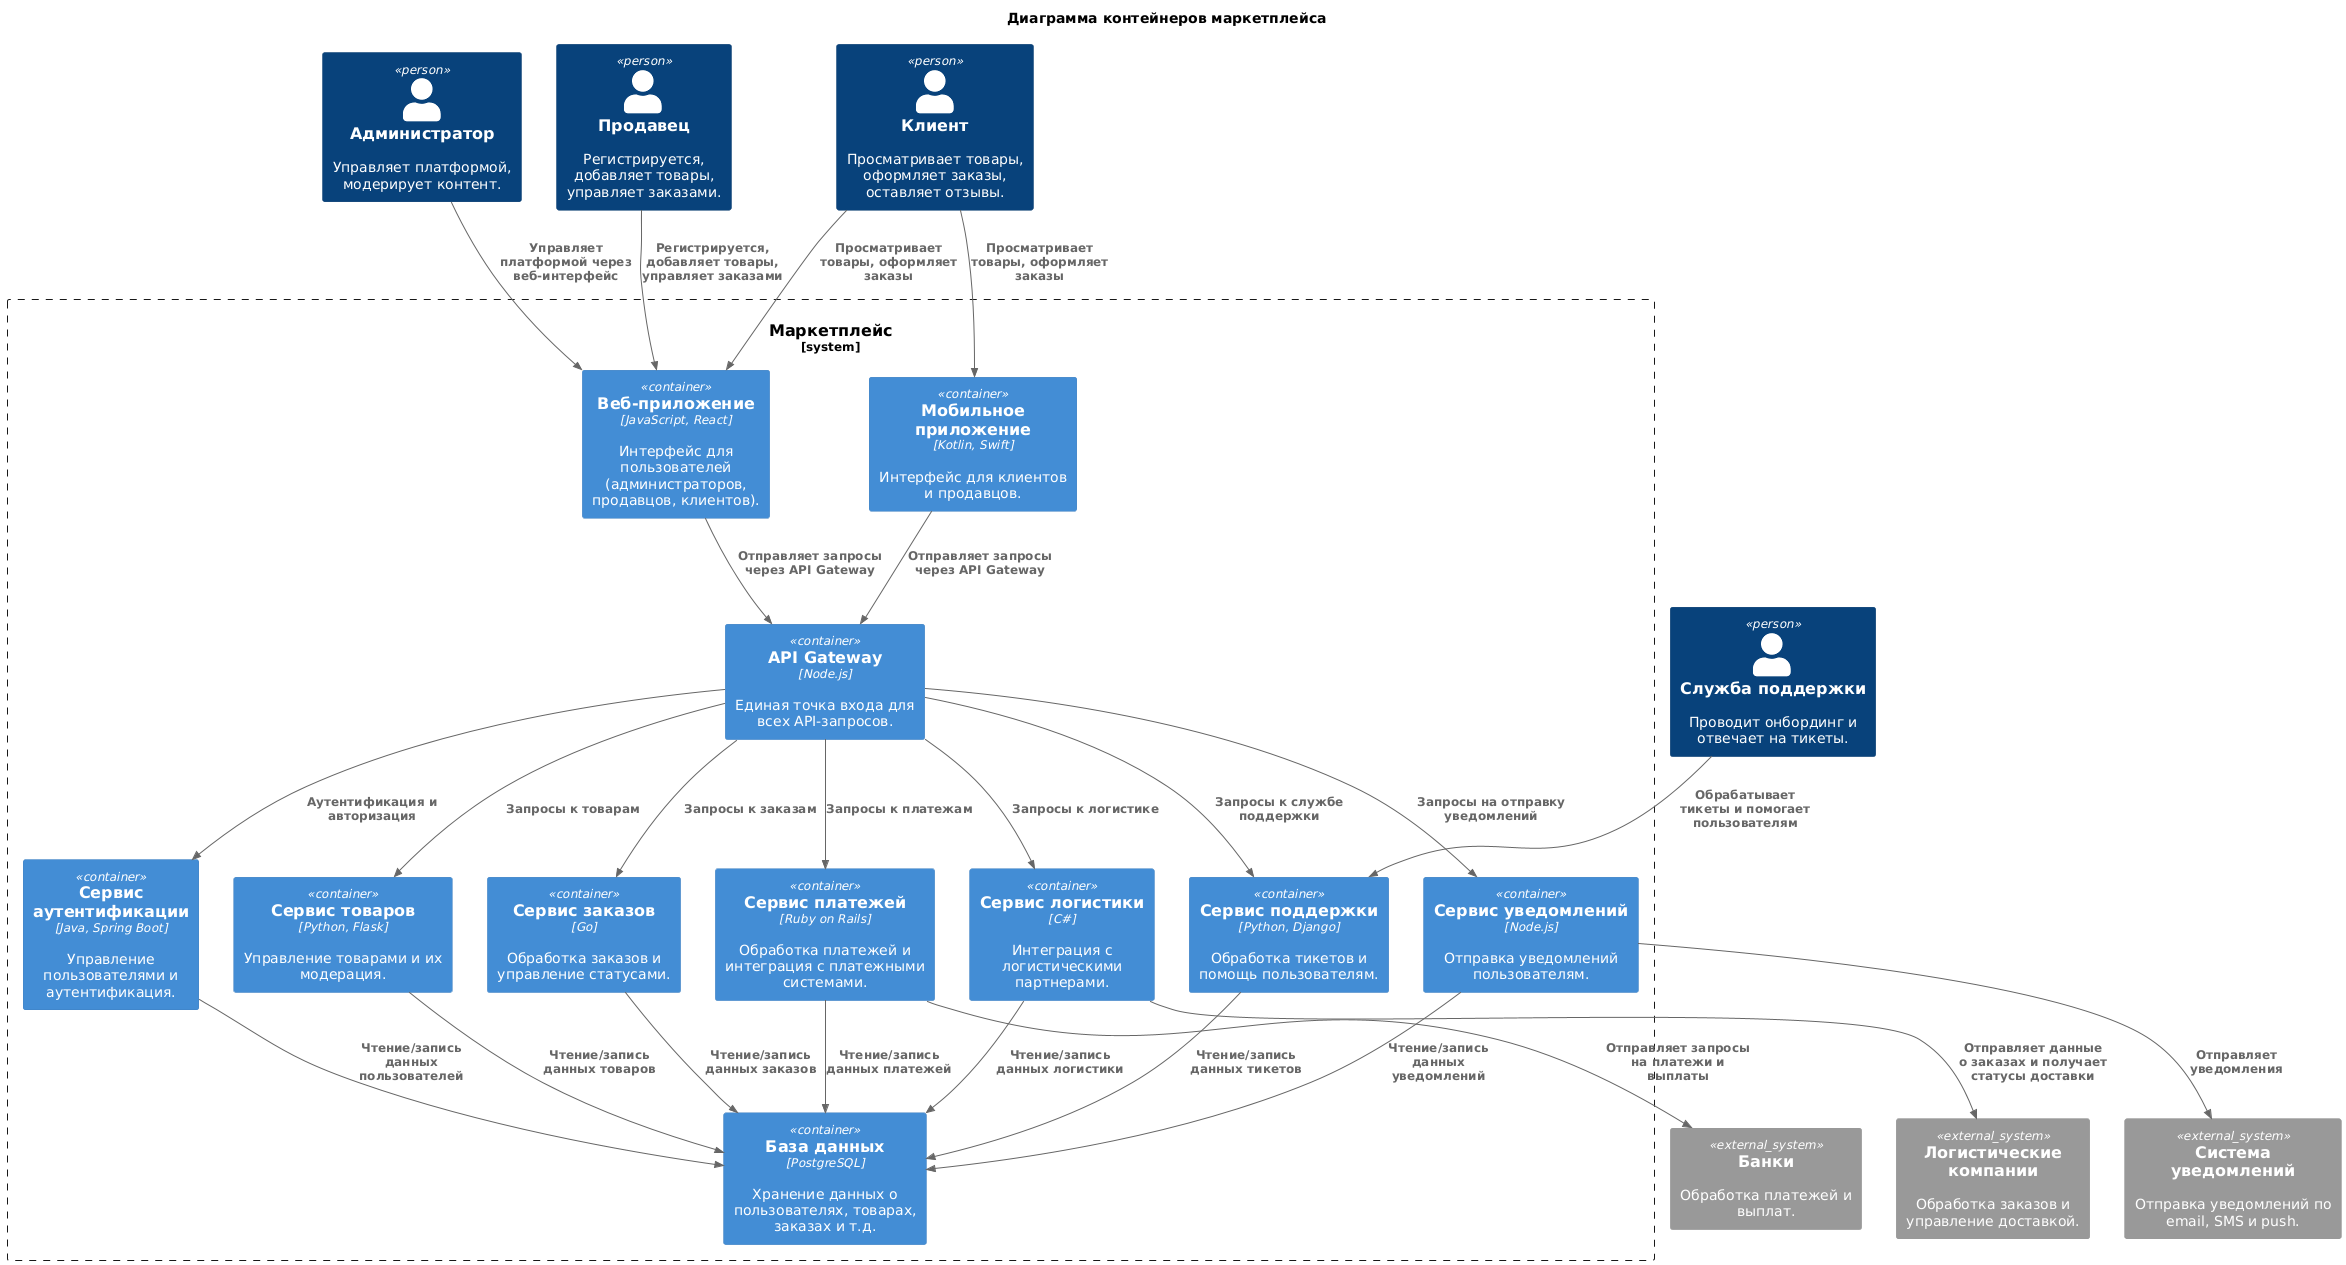 Диаграмма контейнеров маркетплейса
«person»
Администратор
Управляет платформой,
модерирует контент.
«person»
Продавец
Регистрируется,
добавляет товары,
управляет заказами.
«person»
Клиент
Просматривает товары,
оформляет заказы,
оставляет отзывы.
Управляет
платформой через
веб-интерфейс
Регистрируется,
добавляет товары,
управляет заказами
Просматривает
товары, оформляет
заказы
Просматривает
товары, оформляет
заказы
Маркетплейс
[system]
«container»
Веб-приложение
[JavaScript, React]
Интерфейс для
пользователей
(администраторов,
продавцов, клиентов).
«container»
Мобильное
приложение
[Kotlin, Swift]
Интерфейс для клиентов
и продавцов.
Отправляет запросы
через API Gateway
Отправляет запросы
через API Gateway
«container»
API Gateway
[Node.js]
Единая точка входа для
всех API-запросов.
«person»
Служба поддержки
Проводит онбординг и
отвечает на тикеты.
Аутентификация и
авторизация
Запросы к товарам
Запросы к заказам
Запросы к платежам
Запросы к логистике
Запросы к службе
поддержки
Запросы на отправку
уведомлений
Обрабатывает
тикеты и помогает
пользователям
«container»
Сервис
аутентификации
[Java, Spring Boot]
Управление
пользователями и
аутентификация.
«container»
Сервис товаров
[Python, Flask]
Управление товарами и их
модерация.
«container»
Сервис заказов
[Go]
Обработка заказов и
управление статусами.
«container»
Сервис платежей
[Ruby on Rails]
Обработка платежей и
интеграция с платежными
системами.
«container»
Сервис логистики
[C#]
Интеграция с
логистическими
партнерами.
«container»
Сервис поддержки
[Python, Django]
Обработка тикетов и
помощь пользователям.
«container»
Сервис уведомлений
[Node.js]
Отправка уведомлений
пользователям.
Чтение/запись
данных
пользователей
Чтение/запись
данных товаров
Чтение/запись
данных заказов
Чтение/запись
данных платежей
Чтение/запись
данных логистики
Чтение/запись
данных тикетов
Чтение/запись
данных
уведомлений
Отправляет запросы
на платежи и
выплаты
Отправляет данные
о заказах и получает
статусы доставки
Отправляет
уведомления
«container»
База данных
[PostgreSQL]
Хранение данных о
пользователях, товарах,
заказах и т.д.
«external_system»
Банки
Обработка платежей и
выплат.
«external_system»
Логистические
компании
Обработка заказов и
управление доставкой.
«external_system»
Система
уведомлений
Отправка уведомлений по
email, SMS и push.